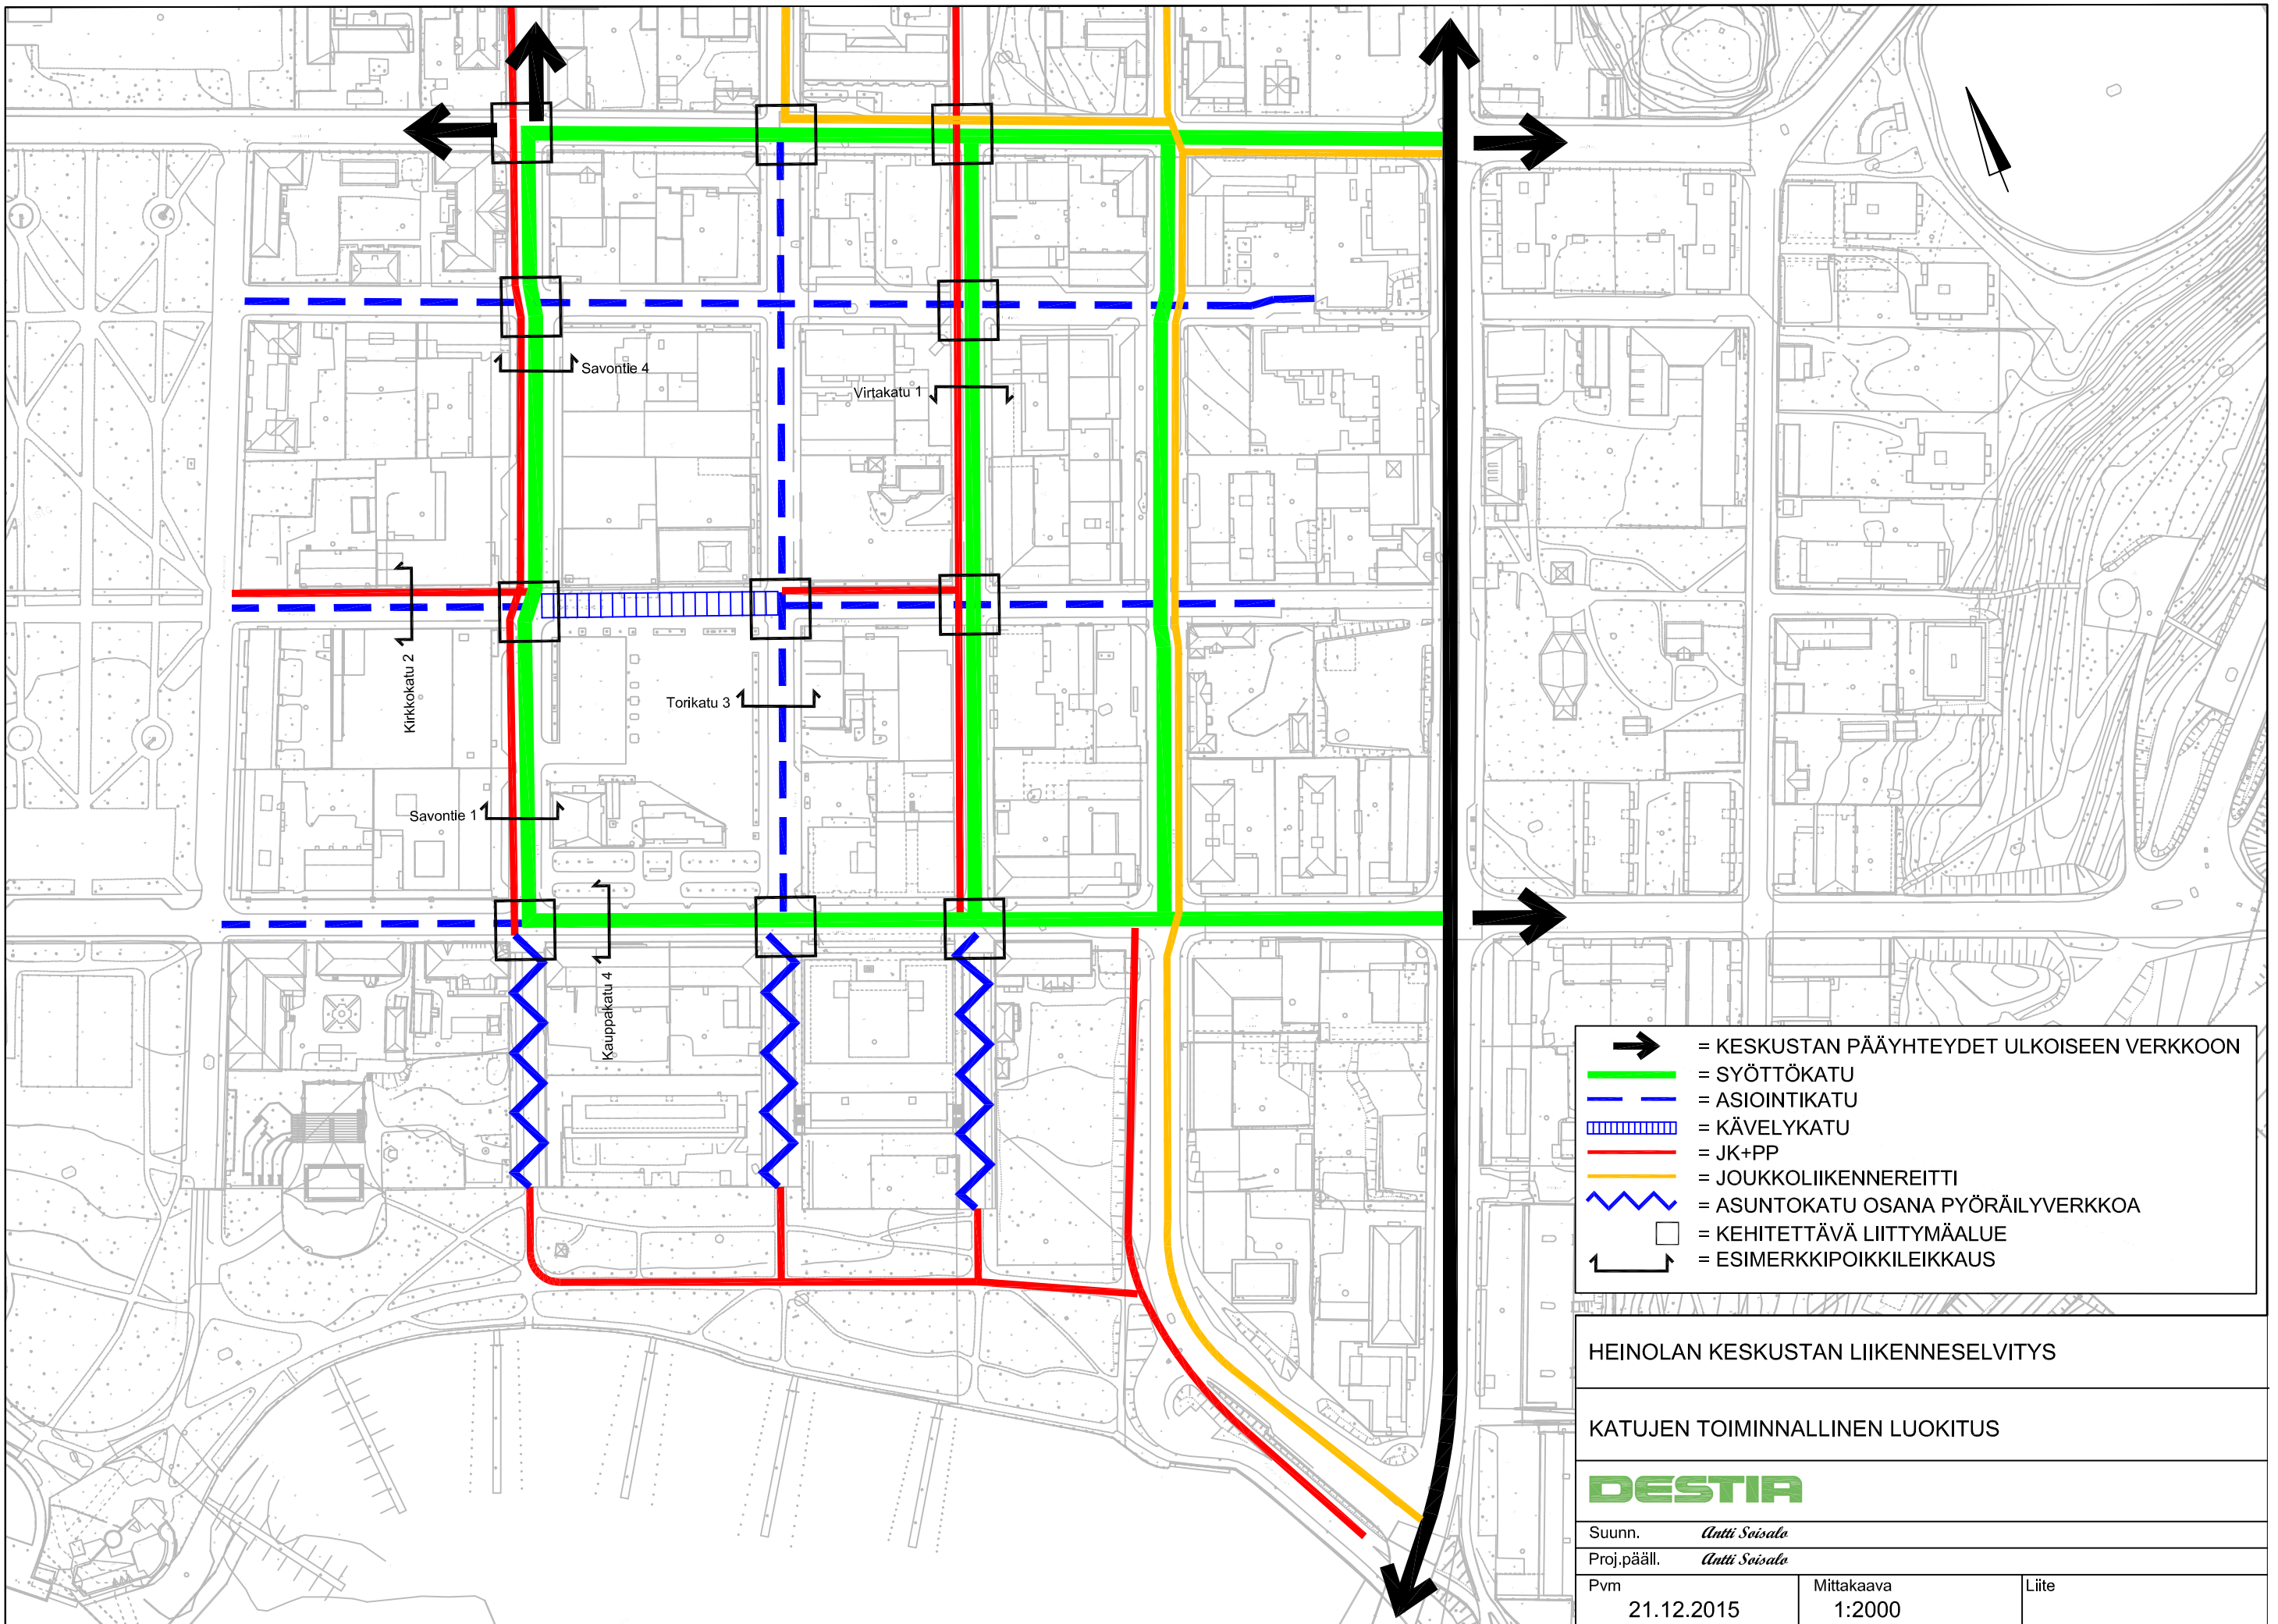 Savontie 4
Virtakatu 1
Kirkkokatu 2
Torikatu 3
Savontie 1
Kauppakatu 4
= KESKUSTAN PÄÄYHTEYDET ULKOISEEN VERKKOON
= SYÖTTÖKATU
= ASIOINTIKATU
= KÄVELYKATU
= JK+PP
= JOUKKOLIIKENNEREITTI
= ASUNTOKATU OSANA PYÖRÄILYVERKKOA
= KEHITETTÄVÄ LIITTYMÄALUE
= ESIMERKKIPOIKKILEIKKAUS
HEINOLAN KESKUSTAN LIIKENNESELVITYS
KATUJEN TOIMINNALLINEN LUOKITUS
DESTIA
Suunn. Antti Soisalo
Proj.pääll. Antti Soisalo
Pvm Mittakaava Liite
21.12.2015 1:2000